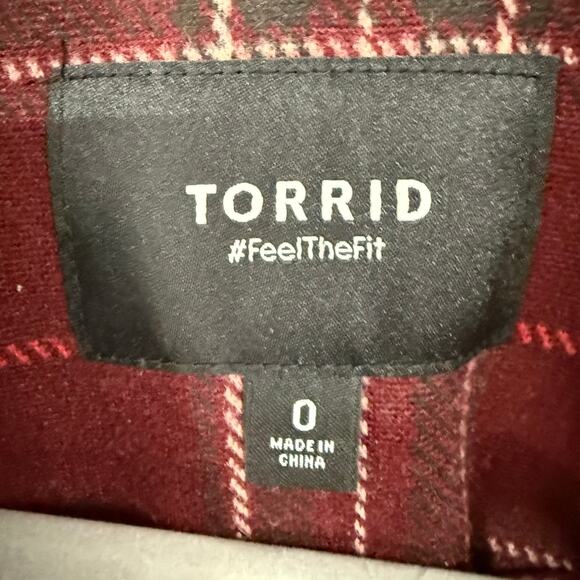 TORRID
#FeelTheFit
0
MADE IN
CHINA